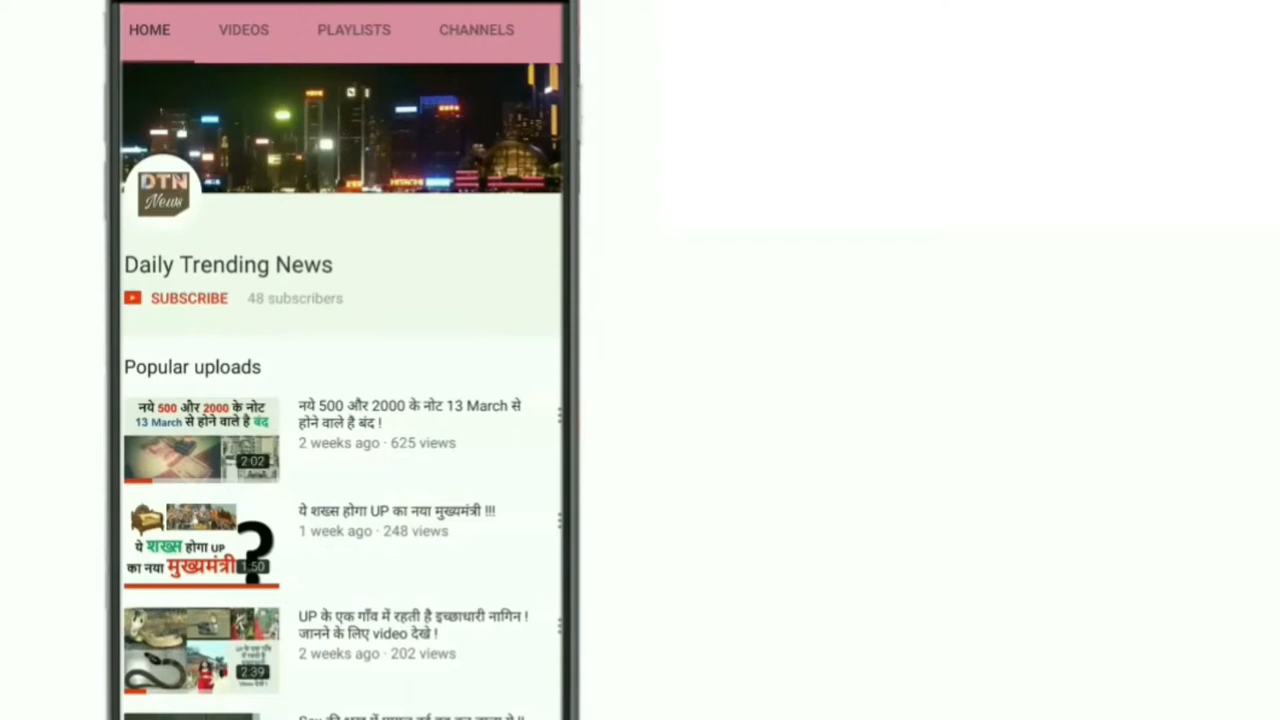 HOME VIDEOS PLAYLISTS CHANNELS
HITACHI
DTN
News
Daily Trending News
SUBSCRIBE 48 subscribers
Popular uploads
नये 500 और 2000 के नोट
13 March से होने वाले है बंद
2:02
नये 500 और 2000 के नोट 13 March से
होने वाले है बंद !
2 weeks ago · 625 views
ये शख्स होगा UP
का नया मुख्यमंत्री
?
1:50
ये शख्स होगा UP का नया मुख्यमंत्री !!!
1 week ago · 248 views
2:39
UP के एक गाँव में रहती है इच्छाधारी नागिन !
जानने के लिए video देखे !
2 weeks ago · 202 views